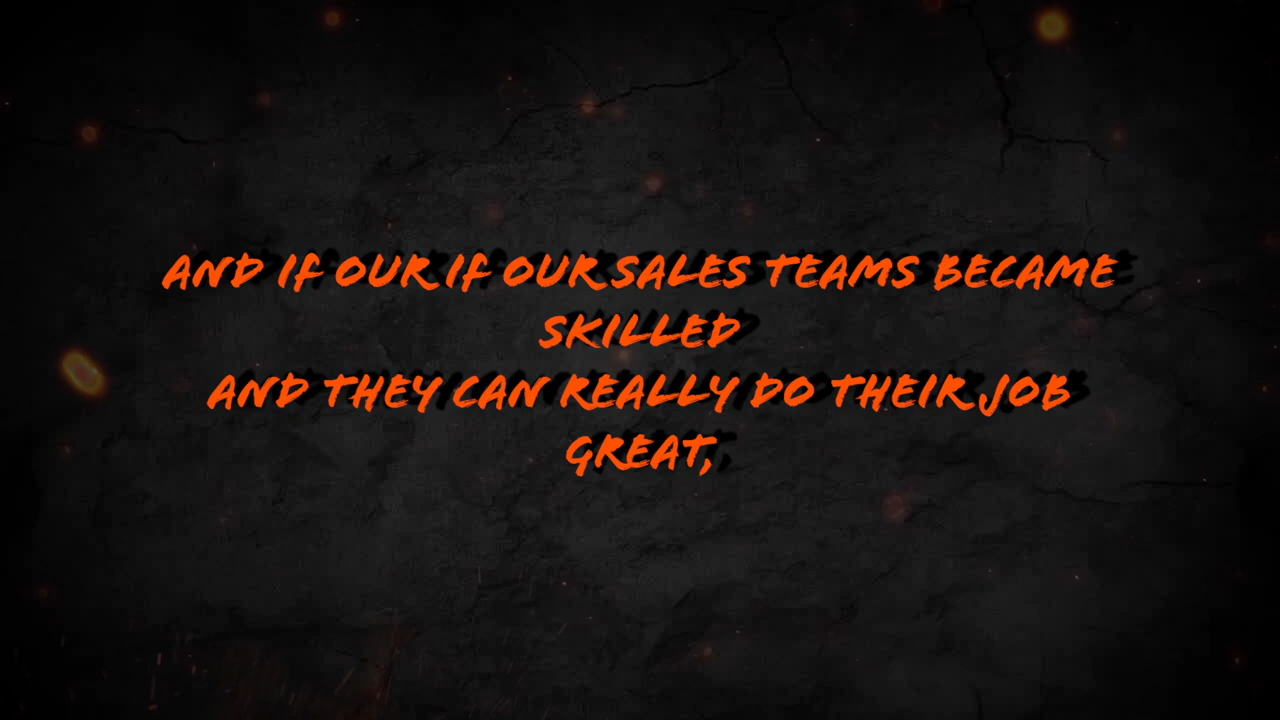 AND IF OUR IF OUR SALES TEAMS BECAME
SKILLED
AND THEY CAN REALLY DO THEIR JOB
GREAT,